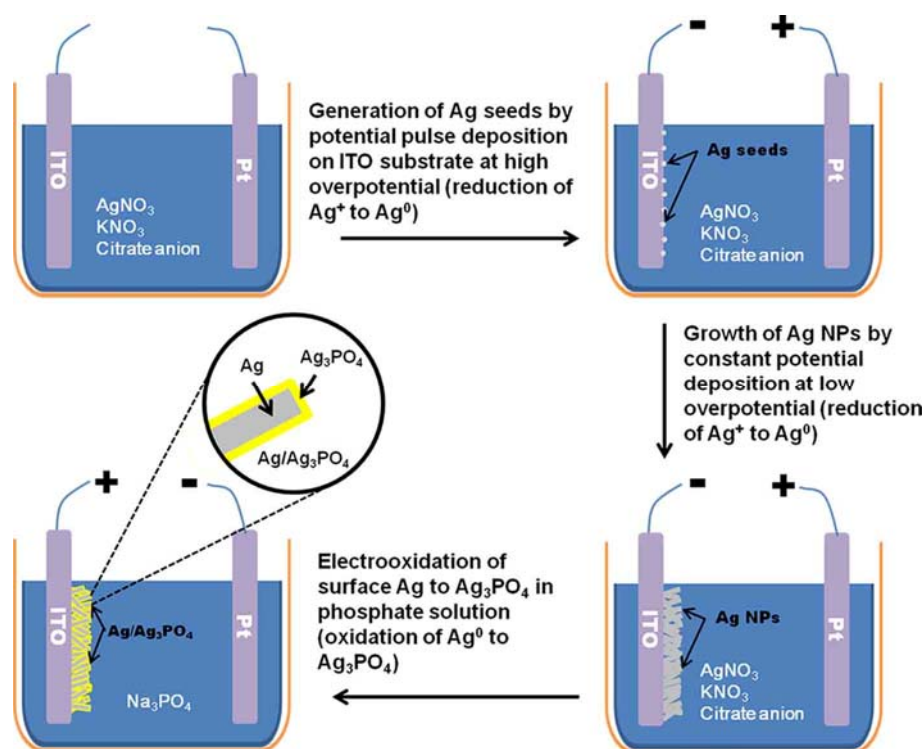 ITO
Pt
AgNO₃
KNO₃
Citrate anion
Generation of Ag seeds by
potential pulse deposition
on ITO substrate at high
overpotential (reduction of
Ag⁺ to Ag⁰)
-
+
ITO
Pt
Ag seeds
AgNO₃
KNO₃
Citrate anion
Growth of Ag NPs by
constant potential
deposition at low
overpotential (reduction
of Ag⁺ to Ag⁰)
-
+
ITO
Pt
Ag NPs
AgNO₃
KNO₃
Citrate anion
Electrooxidation of
surface Ag to Ag₃PO₄ in
phosphate solution
(oxidation of Ag⁰ to
Ag₃PO₄)
Ag
Ag₃PO₄
Ag/Ag₃PO₄
+
-
ITO
Pt
Ag/Ag₃PO₄
Na₃PO₄